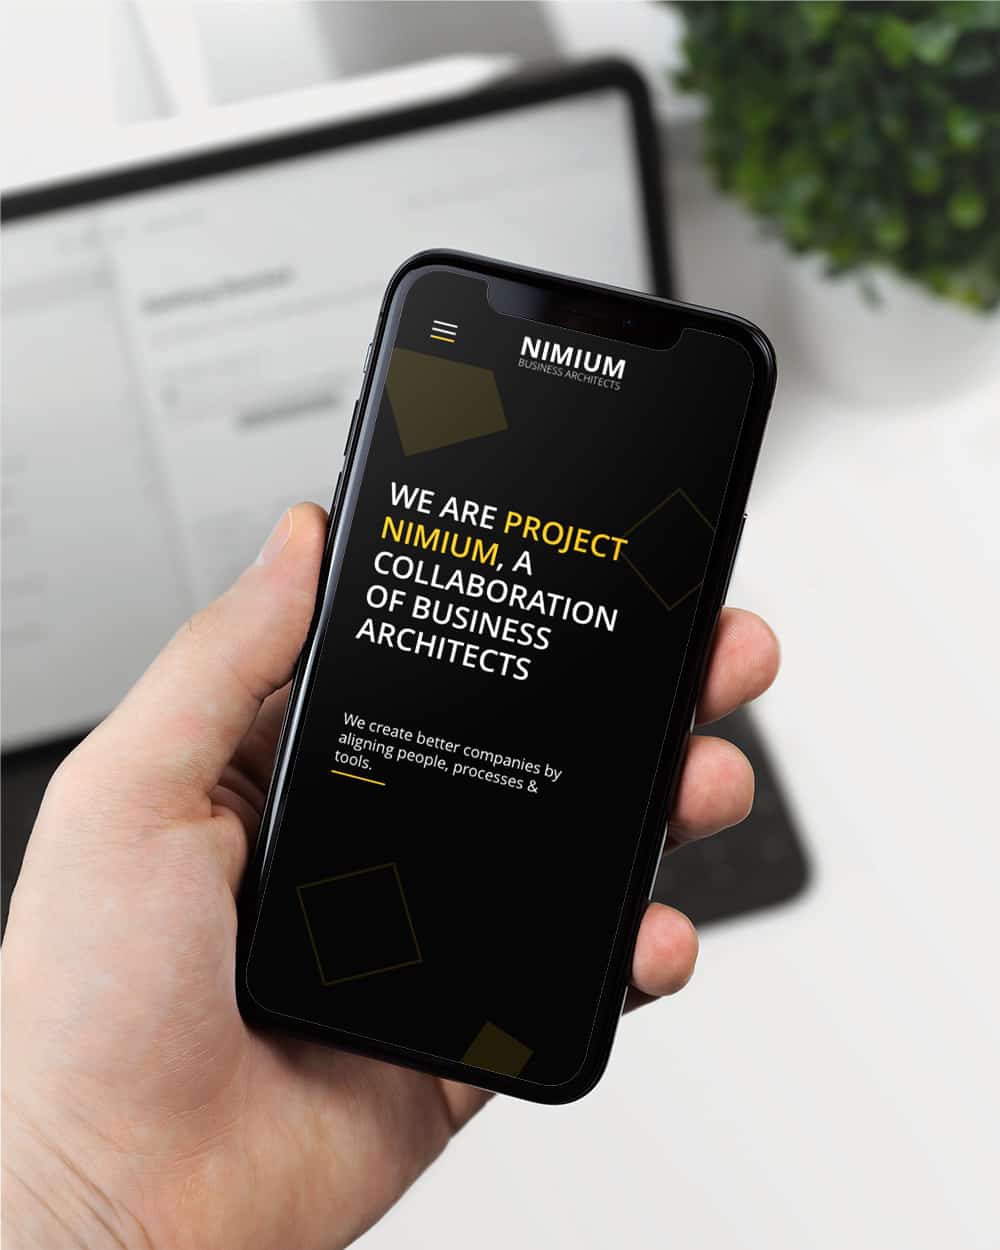 NIMIUM
BUSINESS ARCHITECTS
WE ARE PROJECT
NIMIUM, A
COLLABORATION
OF BUSINESS
ARCHITECTS
We create better companies by
aligning people, processes &
tools.